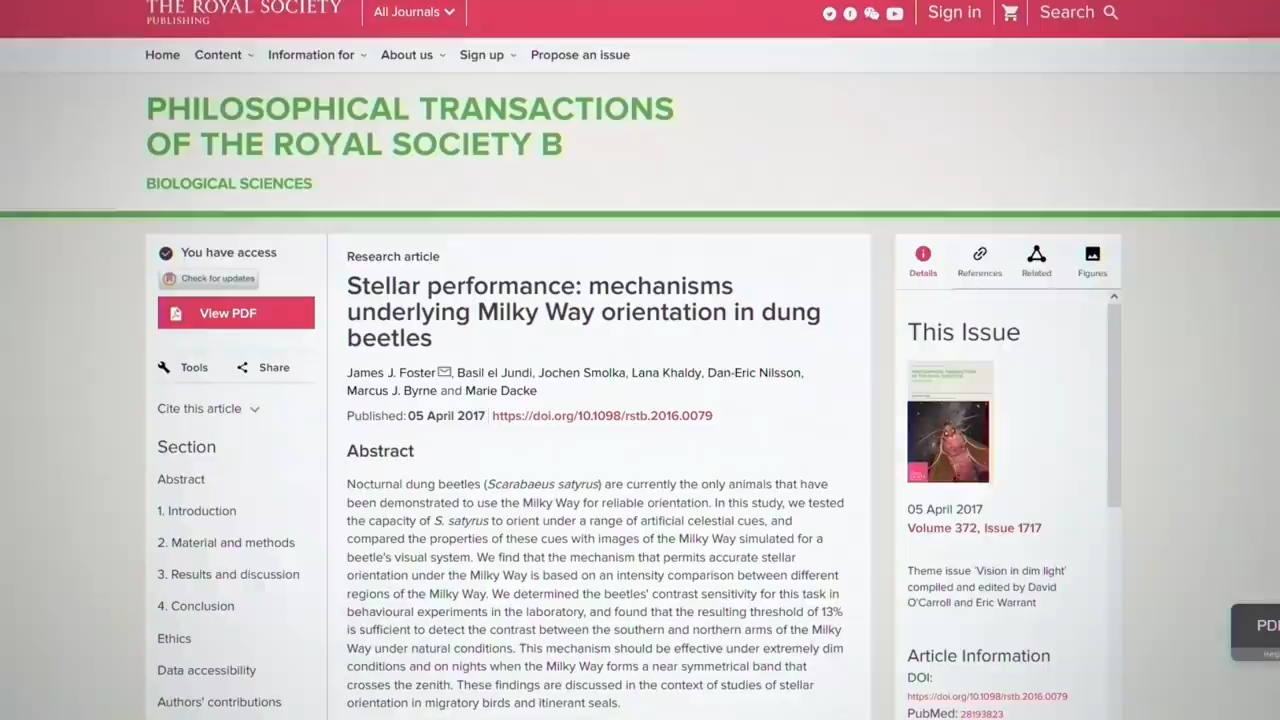 THE ROYAL SOCIETY
PUBLISHING
All Journals
Sign in
Search
Home
Content
Information for
About us
Sign up
Propose an issue
PHILOSOPHICAL TRANSACTIONS
OF THE ROYAL SOCIETY B
BIOLOGICAL SCIENCES
You have access
Check for updates
View PDF
Tools
Share
Cite this article
Section
Abstract
1. Introduction
2. Material and methods
3. Results and discussion
4. Conclusion
Ethics
Data accessibility
Authors' contributions
Research article
Stellar performance: mechanisms
underlying Milky Way orientation in dung
beetles
James J. Foster, Basil el Jundi, Jochen Smolka, Lana Khaldy, Dan-Eric Nilsson,
Marcus J. Byrne and Marie Dacke
Published: 05 April 2017 https://doi.org/10.1098/rstb.2016.0079
Abstract
Nocturnal dung beetles (Scarabaeus satyrus) are currently the only animals that have
been demonstrated to use the Milky Way for reliable orientation. In this study, we tested
the capacity of S. satyrus to orient under a range of artificial celestial cues, and
compared the properties of these cues with images of the Milky Way simulated for a
beetle's visual system. We find that the mechanism that permits accurate stellar
orientation under the Milky Way is based on an intensity comparison between different
regions of the Milky Way. We determined the beetles' contrast sensitivity for this task in
behavioural experiments in the laboratory, and found that the resulting threshold of 13%
is sufficient to detect the contrast between the southern and northern arms of the Milky
Way under natural conditions. This mechanism should be effective under extremely dim
conditions and on nights when the Milky Way forms a near symmetrical band that
crosses the zenith. These findings are discussed in the context of studies of stellar
orientation in migratory birds and itinerant seals.
Details
References
Related
Figures
This Issue
05 April 2017
Volume 372, Issue 1717
Theme issue 'Vision in dim light'
compiled and edited by David
O'Carroll and Eric Warrant
Article Information
DOI:
https://doi.org/10.1098/rstb.2016.0079
PubMed: 28193823